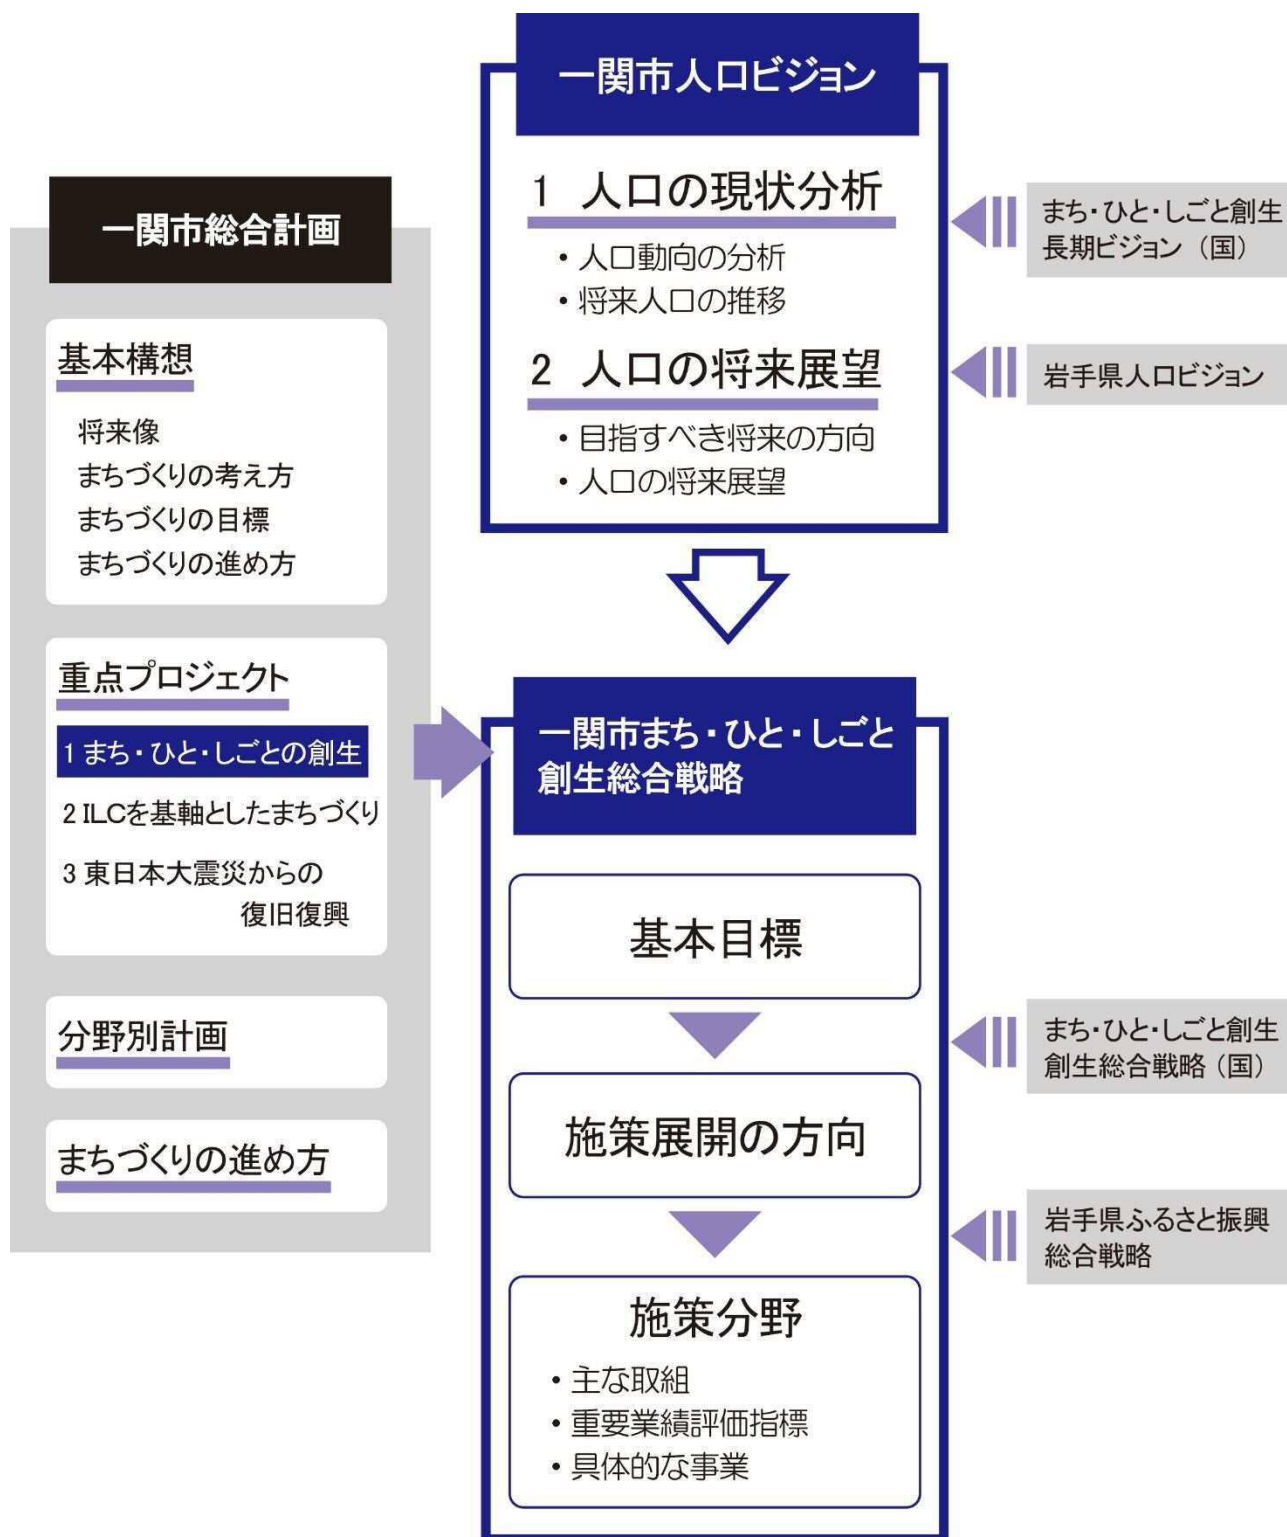 一関市総合計画
基本構想
将来像
まちづくりの考え方
まちづくりの目標
まちづくりの進め方
重点プロジェクト
1 まち・ひと・しごとの創生
2 ILCを基軸としたまちづくり
3 東日本大震災からの
復旧復興
分野別計画
まちづくりの進め方
一関市人口ビジョン
1 人口の現状分析
・人口動向の分析
・将来人口の推移
2 人口の将来展望
・目指すべき将来の方向
・人口の将来展望
まち・ひと・しごと創生
長期ビジョン（国）
岩手県人口ビジョン
一関市まち・ひと・しごと
創生総合戦略
基本目標
施策展開の方向
施策分野
・主な取組
・重要業績評価指標
・具体的な事業
まち・ひと・しごと創生
創生総合戦略（国）
岩手県ふるさと振興
総合戦略